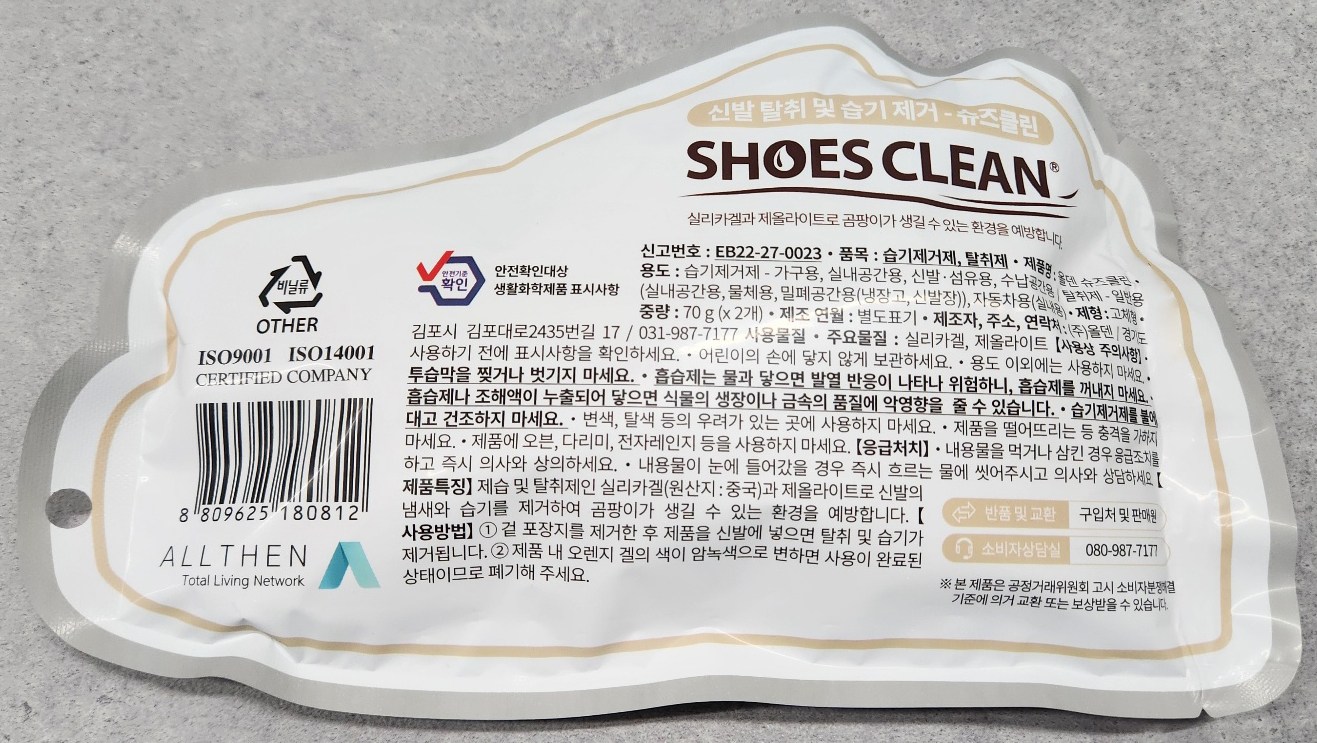 신발 탈취 및 습기 제거 - 슈즈클린
SHOES CLEAN®
실리카겔과 제올라이트로 곰팡이가 생길 수 있는 환경을 예방합니다.
비닐류
OTHER
ISO9001 ISO14001
CERTIFIED COMPANY
8 809625 180812
ALLTHEN
Total Living Network
안전기준
확인
안전확인대상
생활화학제품 표시사항
신고번호 : EB22-27-0023 • 품목 : 습기제거제, 탈취제 • 제품명 : 올덴 슈즈클린 •
용도 : 습기제거제 - 가구용, 실내공간용, 신발·섬유용, 수납공간용 / 탈취제 - 일반용
(실내공간용, 물체용, 밀폐공간용(냉장고, 신발장)), 자동차용(실내용) • 제형 : 고체형 •
중량 : 70 g (x 2개) • 제조 연월 : 별도표기 • 제조자, 주소, 연락처 : (주)올덴 / 경기도
김포시 김포대로2435번길 17 / 031-987-7177 사용물질 • 주요물질 : 실리카겔, 제올라이트 【사용상 주의사항】 •
사용하기 전에 표시사항을 확인하세요. • 어린이의 손에 닿지 않게 보관하세요. • 용도 이외에는 사용하지 마세요. •
투습막을 찢거나 벗기지 마세요. • 흡습제는 물과 닿으면 발열 반응이 나타나 위험하니, 흡습제를 꺼내지 마세요. •
흡습제나 조해액이 누출되어 닿으면 식물의 생장이나 금속의 품질에 악영향을 줄 수 있습니다. • 습기제거제를 불에
대고 건조하지 마세요. • 변색, 탈색 등의 우려가 있는 곳에 사용하지 마세요. • 제품을 떨어뜨리는 등 충격을 가하지
마세요. • 제품에 오븐, 다리미, 전자레인지 등을 사용하지 마세요. 【응급처치】 • 내용물을 먹거나 삼킨 경우 응급조치를
하고 즉시 의사와 상의하세요. • 내용물이 눈에 들어갔을 경우 즉시 흐르는 물에 씻어주시고 의사와 상담하세요. 【
제품특징】 제습 및 탈취제인 실리카겔(원산지 : 중국)과 제올라이트로 신발의
냄새와 습기를 제거하여 곰팡이가 생길 수 있는 환경을 예방합니다. 【
사용방법】 ① 겉 포장지를 제거한 후 제품을 신발에 넣으면 탈취 및 습기가
제거됩니다. ② 제품 내 오렌지 겔의 색이 암녹색으로 변하면 사용이 완료된
상태이므로 폐기해 주세요.
반품 및 교환 구입처 및 판매원
소비자상담실 080-987-7177
※ 본 제품은 공정거래위원회 고시 소비자분쟁해결
기준에 의거 교환 또는 보상받을 수 있습니다.